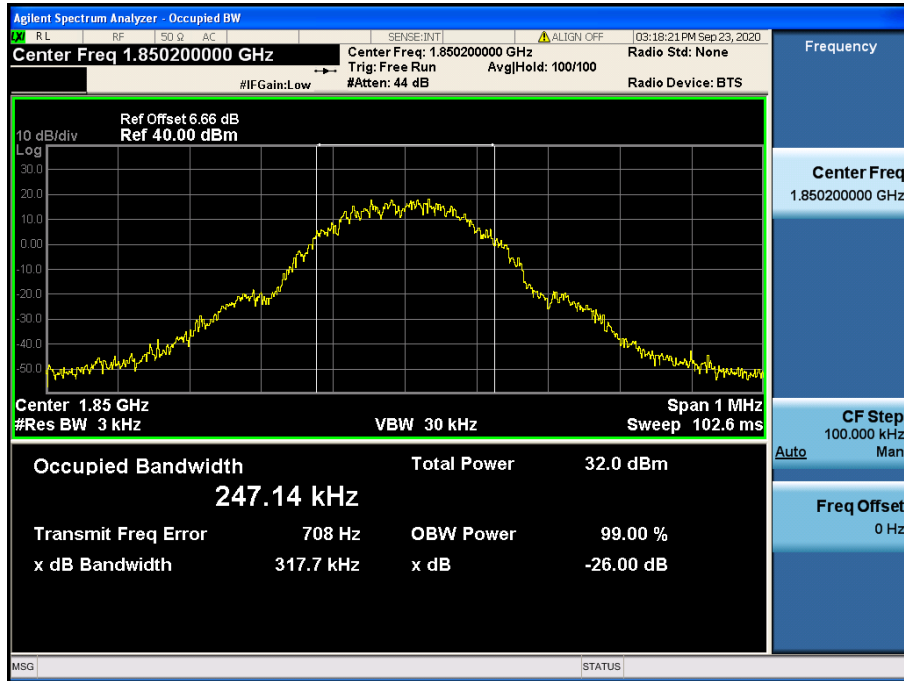 Agilent Spectrum Analyzer - Occupied BW
LXI RL RF 50 Ω AC SENSE:INT ALIGN OFF 03:18:21 PM Sep 23, 2020
Center Freq 1.850200000 GHz
Center Freq: 1.850200000 GHz Radio Std: None
Trig: Free Run Avg|Hold: 100/100
#IFGain:Low #Atten: 44 dB Radio Device: BTS
Ref Offset 6.66 dB
10 dB/div Ref 40.00 dBm
Log
30.0
20.0
10.0
0.00
-10.0
-20.0
-30.0
-40.0
-50.0
Center 1.85 GHz Span 1 MHz
#Res BW 3 kHz VBW 30 kHz Sweep 102.6 ms
Occupied Bandwidth Total Power 32.0 dBm
247.14 kHz
Transmit Freq Error 708 Hz OBW Power 99.00 %
x dB Bandwidth 317.7 kHz x dB -26.00 dB
MSG STATUS
Frequency
Center Freq
1.850200000 GHz
CF Step
100.000 kHz
Auto Man
Freq Offset
0 Hz